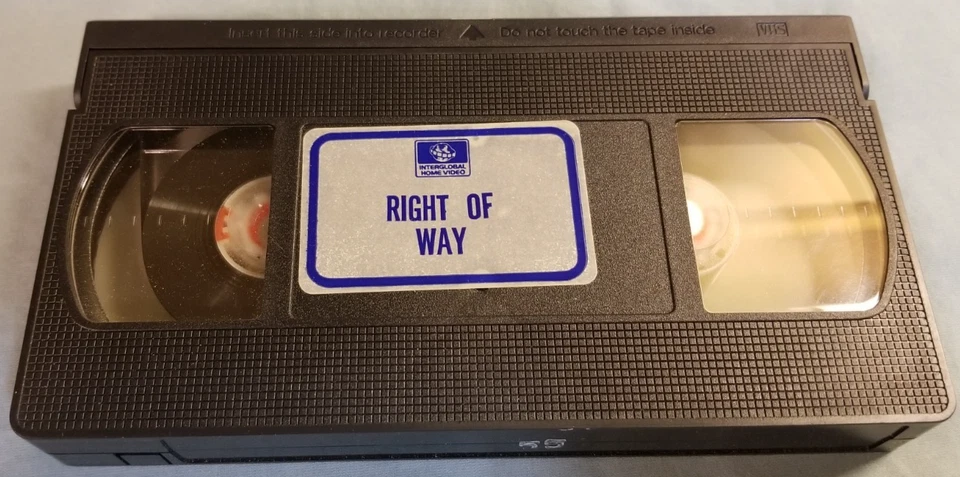 Insert this side into recorder Do not touch the tape inside VHS
INTERGLOBAL
HOME VIDEO
RIGHT OF
WAY